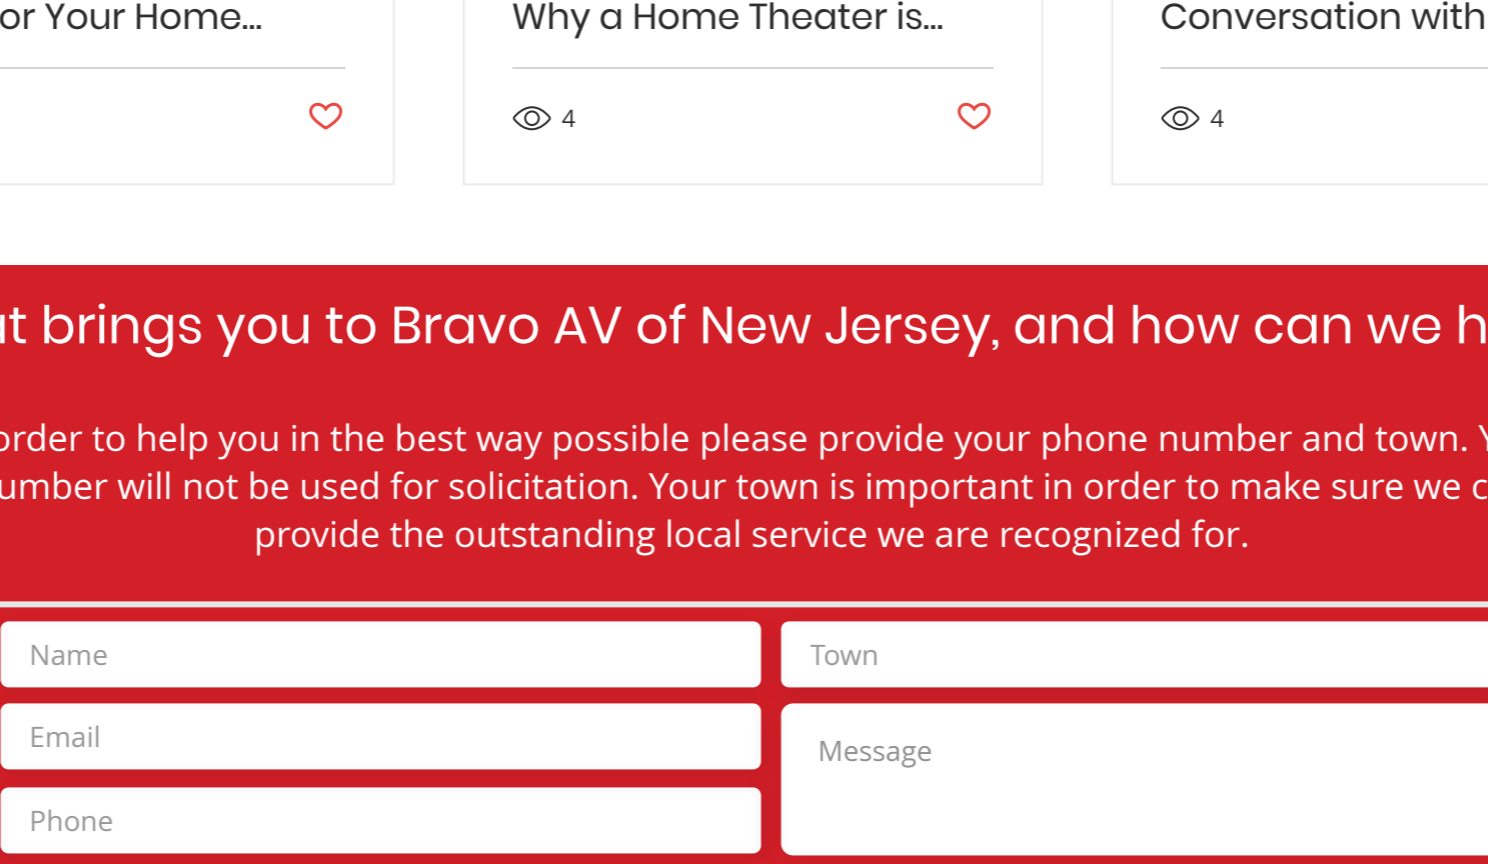 or Your Home...
Why a Home Theater is...
Conversation with
4
4
at brings you to Bravo AV of New Jersey, and how can we h
order to help you in the best way possible please provide your phone number and town. Y
umber will not be used for solicitation. Your town is important in order to make sure we c
provide the outstanding local service we are recognized for.
Name
Town
Email
Message
Phone